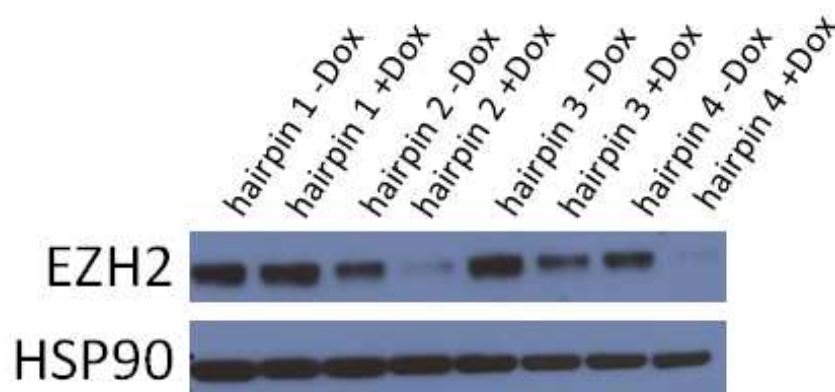 hairpin 1 -Dox
hairpin 1 +Dox
hairpin 2 -Dox
hairpin 2 +Dox
hairpin 3 -Dox
hairpin 3 +Dox
hairpin 4 -Dox
hairpin 4 +Dox
EZH2
HSP90